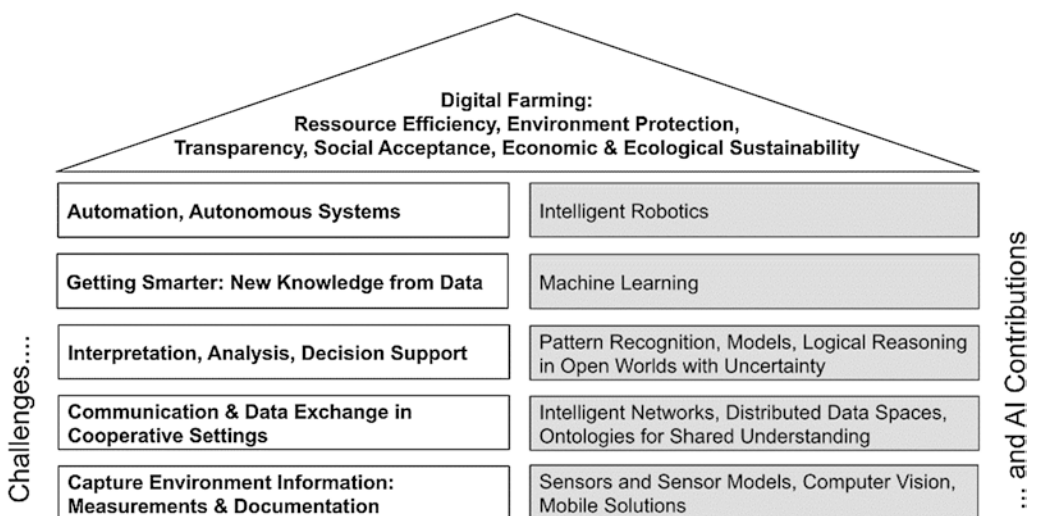 Digital Farming:
Ressource Efficiency, Environment Protection,
Transparency, Social Acceptance, Economic & Ecological Sustainability
Automation, Autonomous Systems
Intelligent Robotics
Getting Smarter: New Knowledge from Data
Machine Learning
Interpretation, Analysis, Decision Support
Pattern Recognition, Models, Logical Reasoning
in Open Worlds with Uncertainty
Communication & Data Exchange in
Cooperative Settings
Intelligent Networks, Distributed Data Spaces,
Ontologies for Shared Understanding
Capture Environment Information:
Measurements & Documentation
Sensors and Sensor Models, Computer Vision,
Mobile Solutions
Challenges....
... and AI Contributions